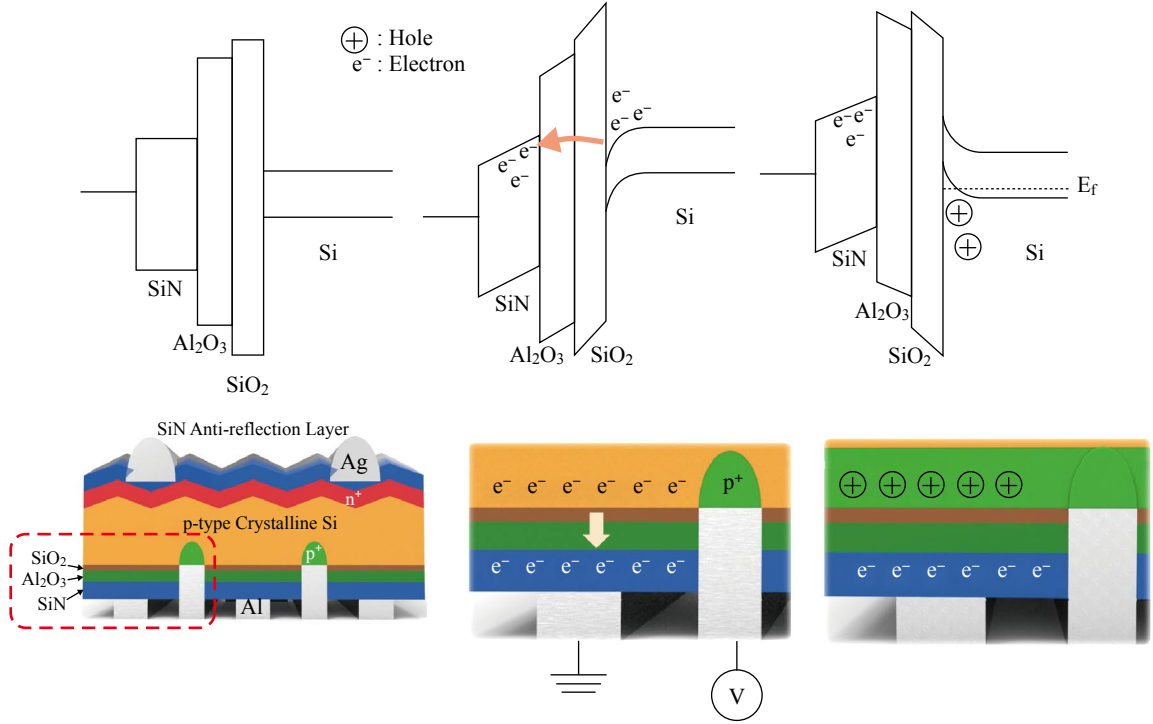 ⊕ : Hole
e⁻ : Electron
SiN
Al₂O₃
SiO₂
Si
e⁻
e⁻ e⁻
e⁻ e⁻
e⁻
SiN
Al₂O₃
SiO₂
Si
e⁻ e⁻
e⁻
E_f
⊕
⊕
SiN
Al₂O₃
SiO₂
Si
SiN Anti-reflection Layer
Ag
n⁺
p-type Crystalline Si
p⁺
SiO₂
Al₂O₃
SiN
Al
e⁻ e⁻ e⁻ e⁻ e⁻ e⁻
p⁺
e⁻ e⁻ e⁻ e⁻ e⁻ e⁻
V
⊕ ⊕ ⊕ ⊕ ⊕
e⁻ e⁻ e⁻ e⁻ e⁻ e⁻